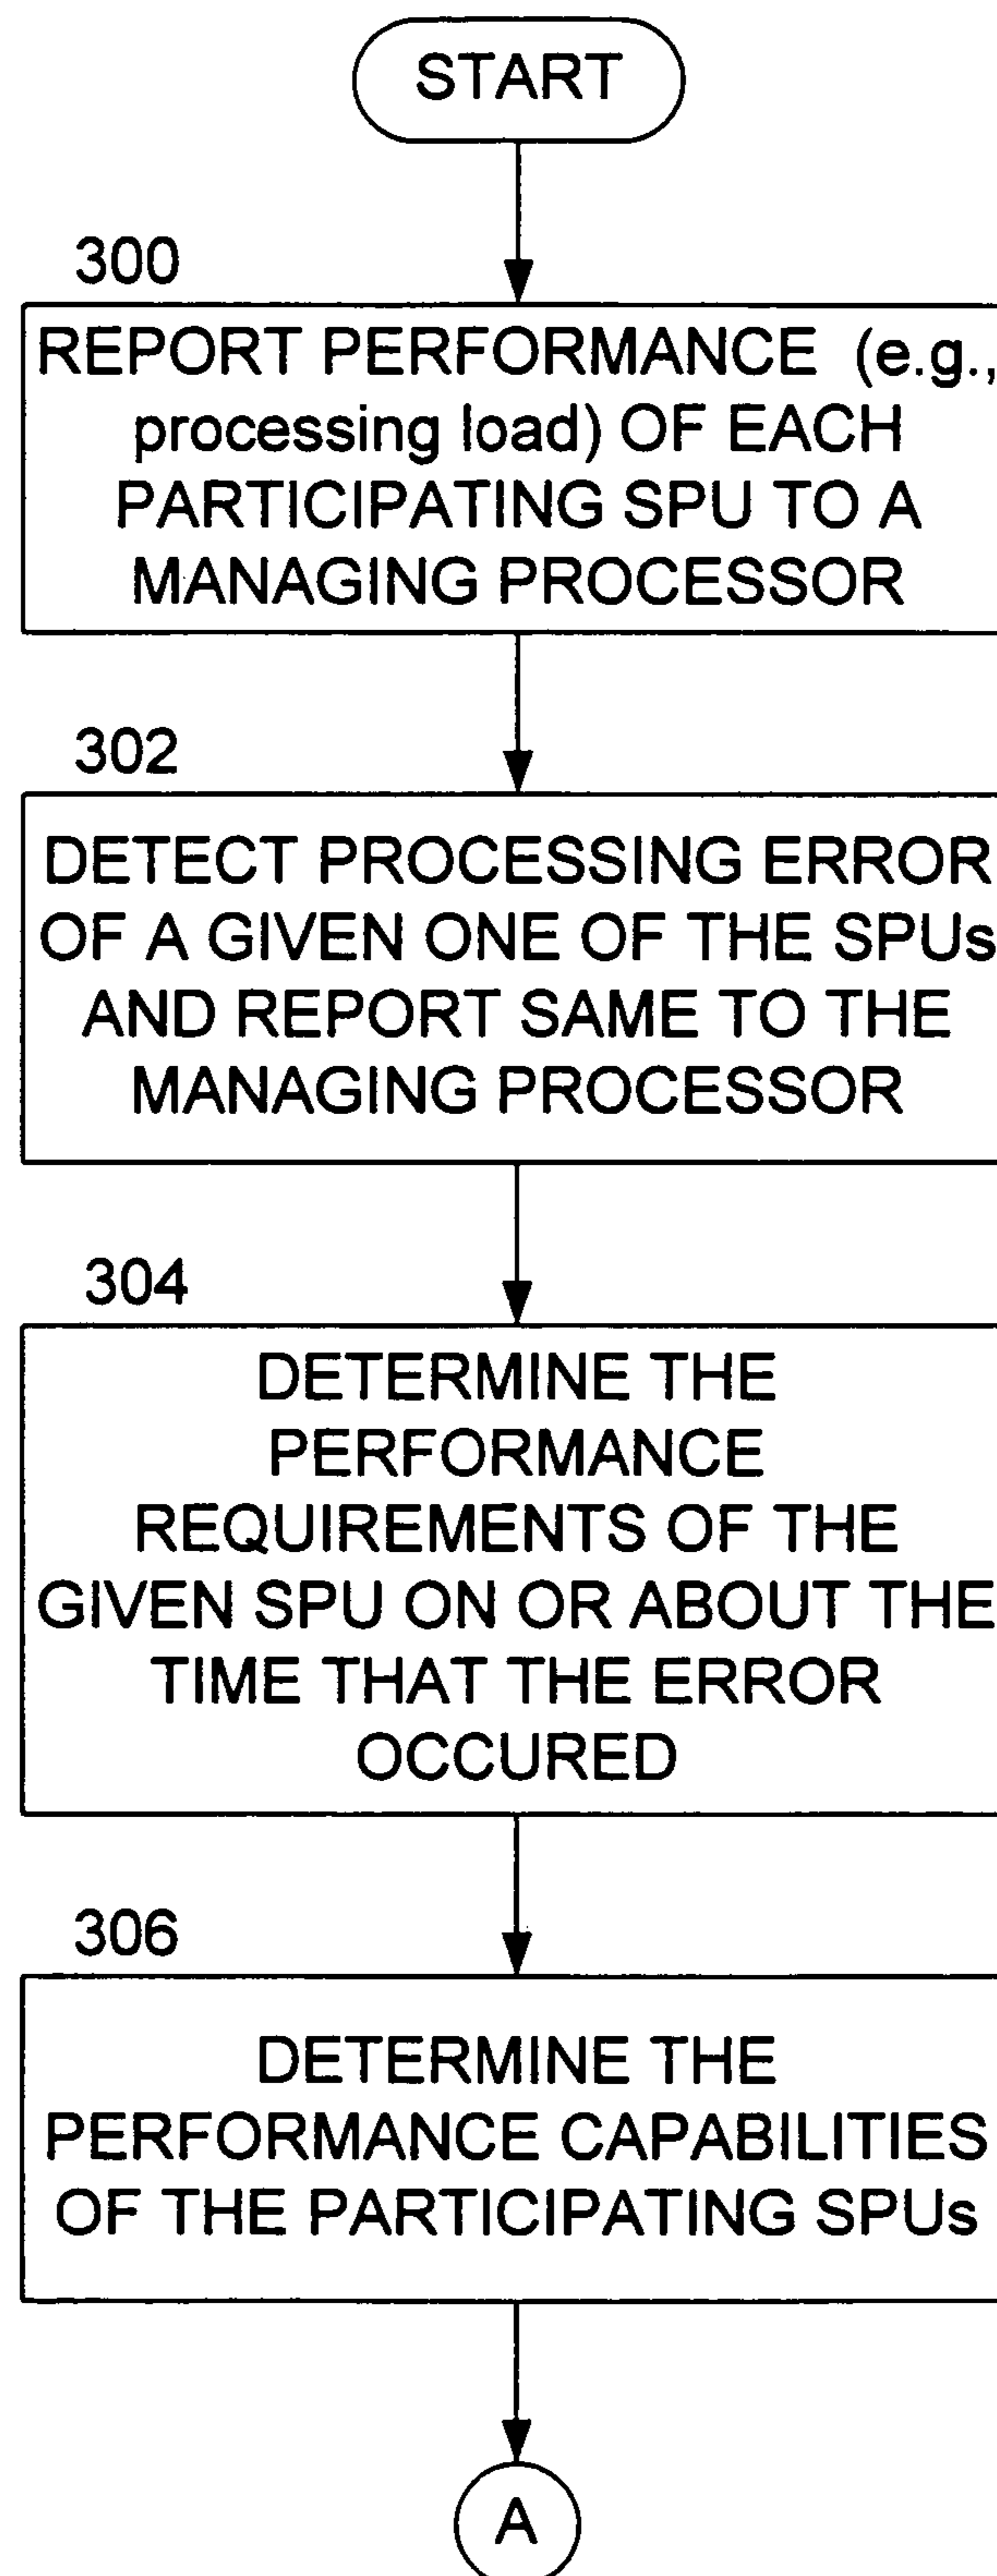 START
300
REPORT PERFORMANCE (e.g.,
processing load) OF EACH
PARTICIPATING SPU TO A
MANAGING PROCESSOR
302
DETECT PROCESSING ERROR
OF A GIVEN ONE OF THE SPUs
AND REPORT SAME TO THE
MANAGING PROCESSOR
304
DETERMINE THE
PERFORMANCE
REQUIREMENTS OF THE
GIVEN SPU ON OR ABOUT THE
TIME THAT THE ERROR
OCCURED
306
DETERMINE THE
PERFORMANCE CAPABILITIES
OF THE PARTICIPATING SPUs
A